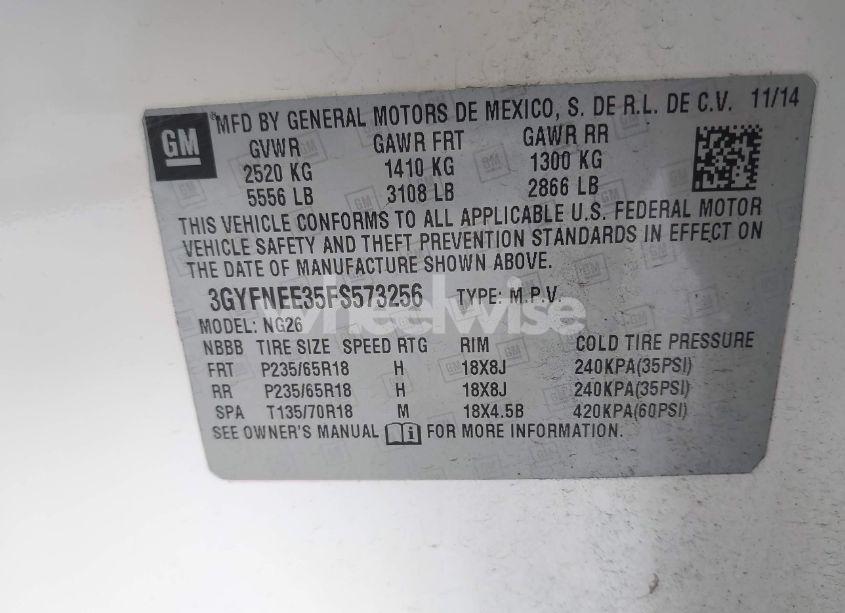 GM
®MFD BY GENERAL MOTORS DE MEXICO, S. DE R.L. DE C.V. 11/14
GVWR GAWR FRT GAWR RR
2520 KG 1410 KG 1300 KG
5556 LB 3108 LB 2866 LB
THIS VEHICLE CONFORMS TO ALL APPLICABLE U.S. FEDERAL MOTOR
VEHICLE SAFETY AND THEFT PREVENTION STANDARDS IN EFFECT ON
THE DATE OF MANUFACTURE SHOWN ABOVE.
3GYFNEE35FS573256 TYPE: M.P.V.
wheelwise
MODEL: NG26
NBBB TIRE SIZE SPEED RTG RIM COLD TIRE PRESSURE
FRT P235/65R18 H 18X8J 240KPA(35PSI)
RR P235/65R18 H 18X8J 240KPA(35PSI)
SPA T135/70R18 M 18X4.5B 420KPA(60PSI)
SEE OWNER'S MANUAL FOR MORE INFORMATION.